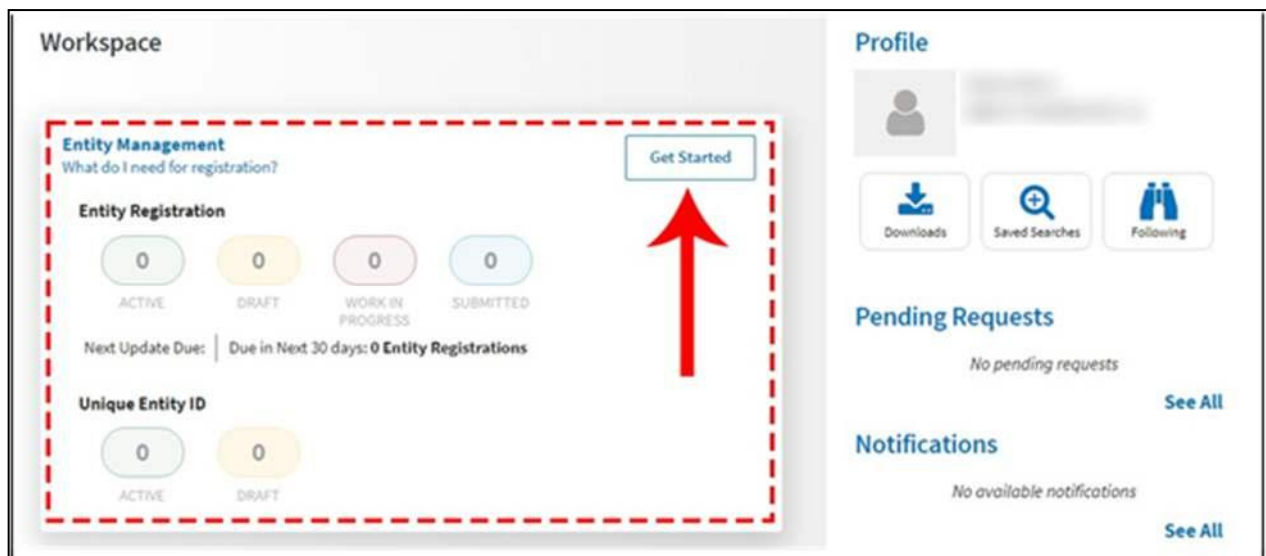 Workspace
Entity Management
What do I need for registration?
Get Started
Entity Registration
0 0 0 0
ACTIVE DRAFT WORK IN PROGRESS SUBMITTED
Next Update Due: Due in Next 30 days: 0 Entity Registrations
Unique Entity ID
0 0
ACTIVE DRAFT
Profile
Downloads Saved Searches Following
Pending Requests
No pending requests
See All
Notifications
No available notifications
See All